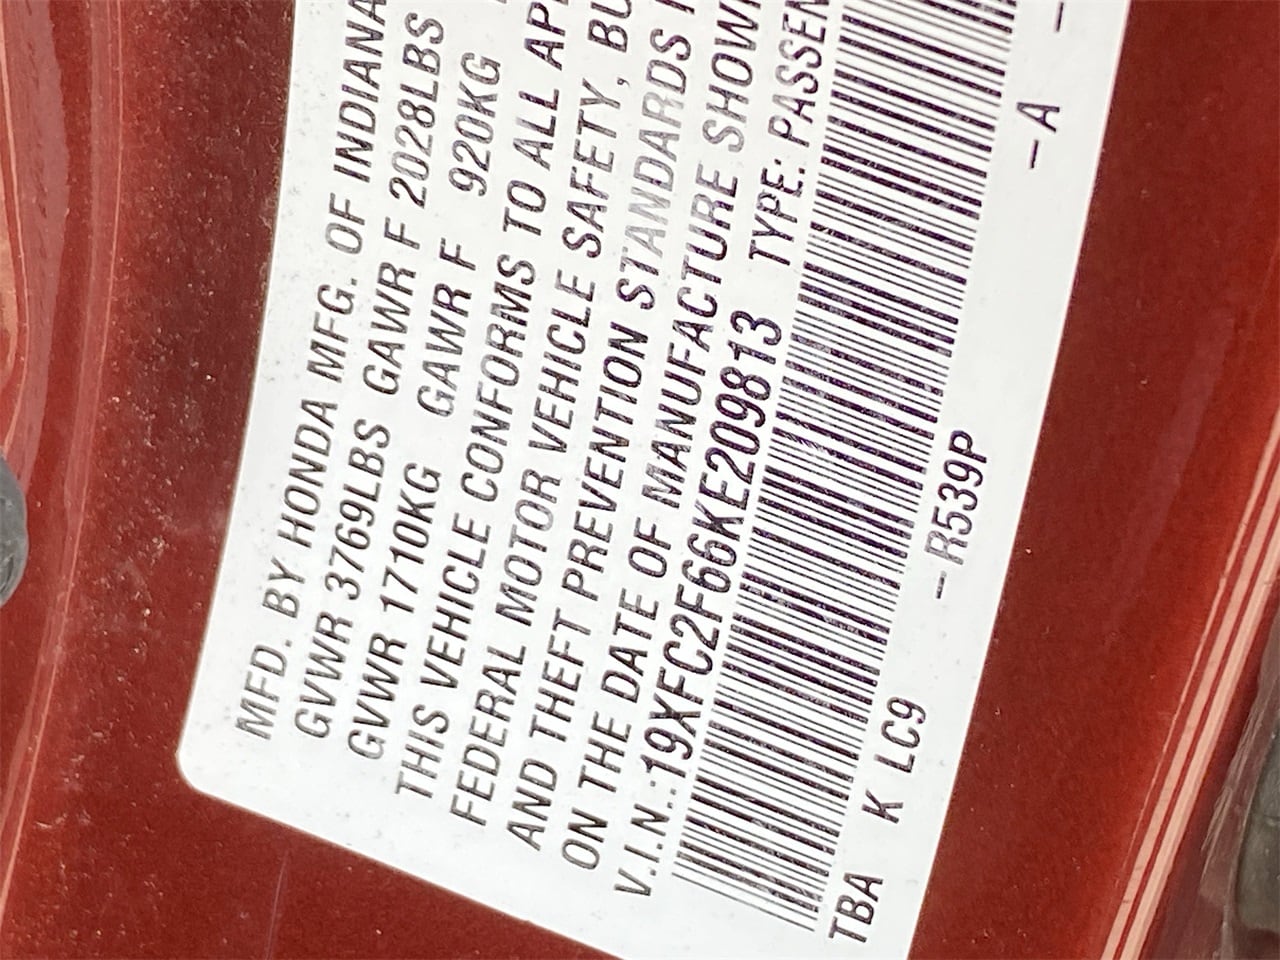 MFD. BY HONDA MFG. OF INDIANA
GVWR 3769LBS GAWR F 2028LBS
GVWR 1710KG GAWR F 920KG
THIS VEHICLE CONFORMS TO ALL AP
FEDERAL MOTOR VEHICLE SAFETY, BU
AND THEFT PREVENTION STANDARDS
ON THE DATE OF MANUFACTURE SHOW
V.I.N.:19XFC2F66KE209813 TYPE: PASSEN
TBA K LC9 – R539P – A –